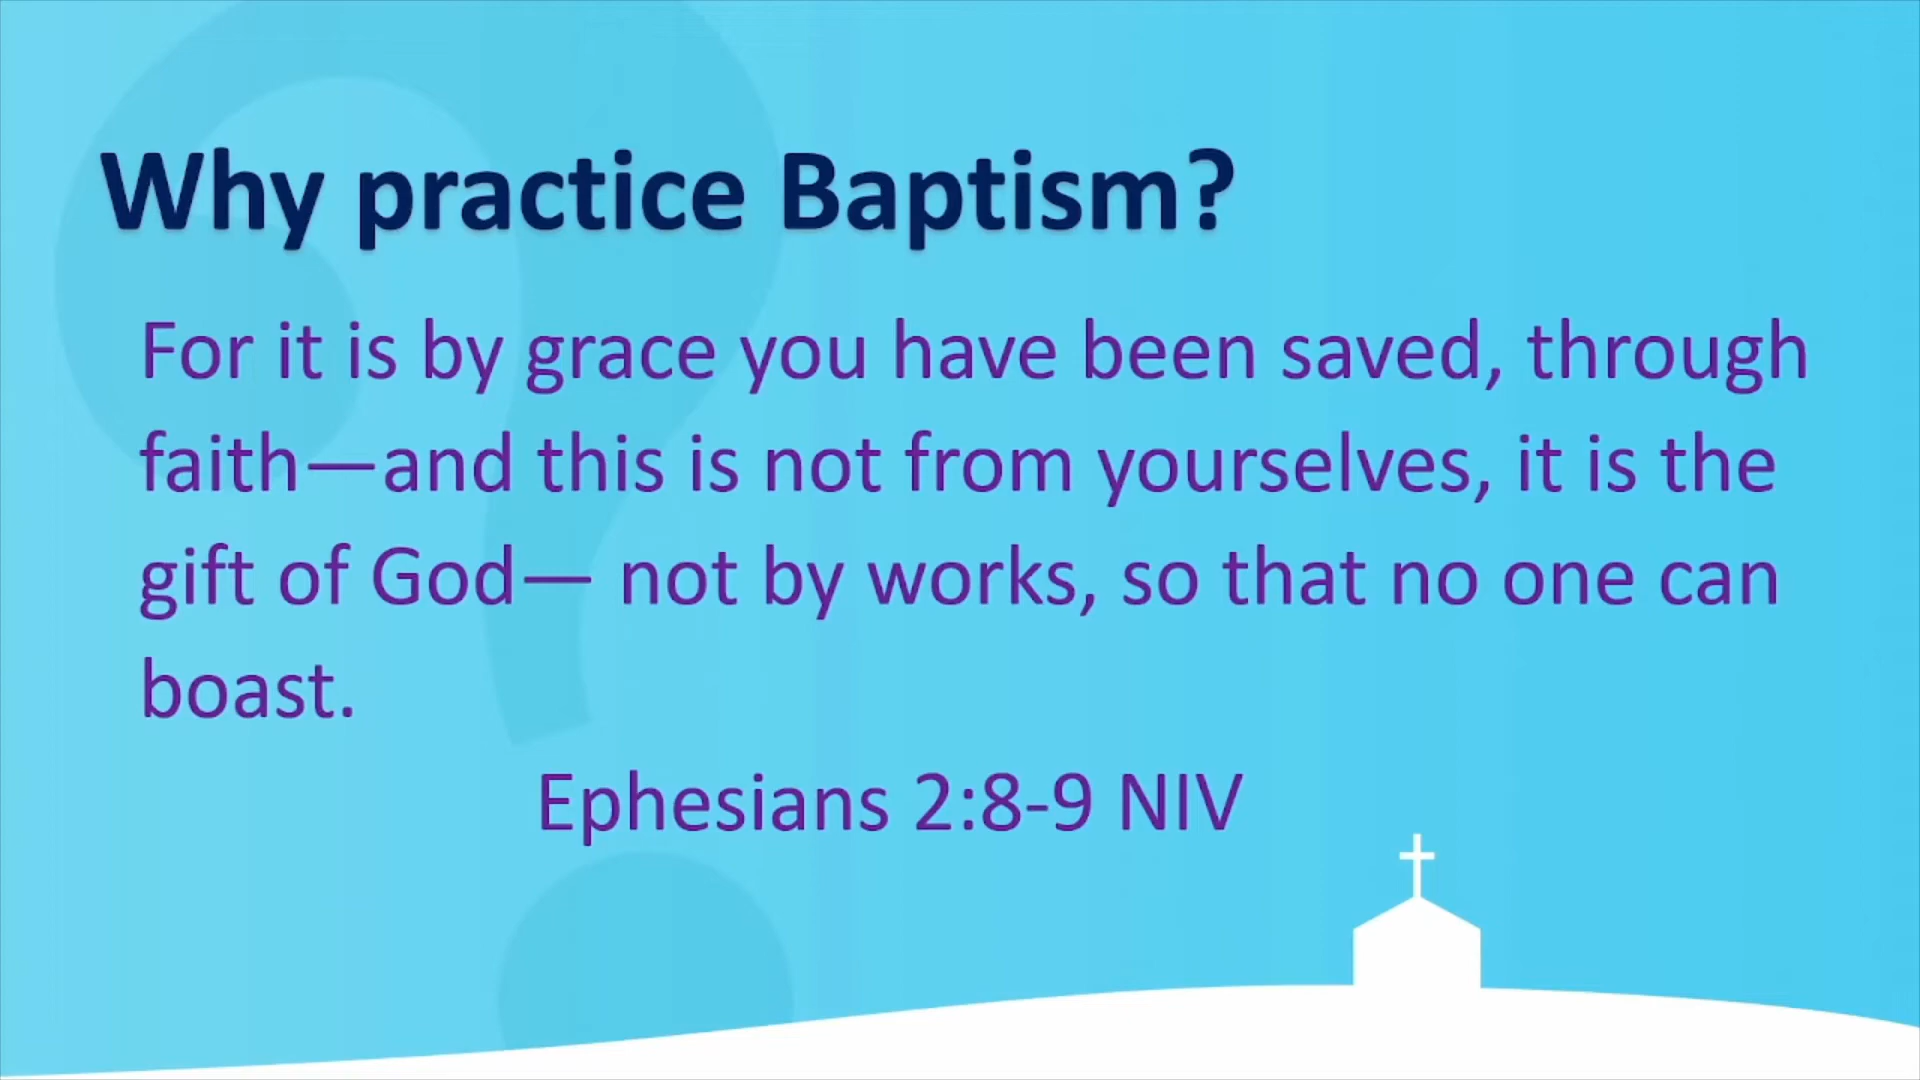 Why practice Baptism?
For it is by grace you have been saved, through
faith—and this is not from yourselves, it is the
gift of God— not by works, so that no one can
boast.
Ephesians 2:8-9 NIV